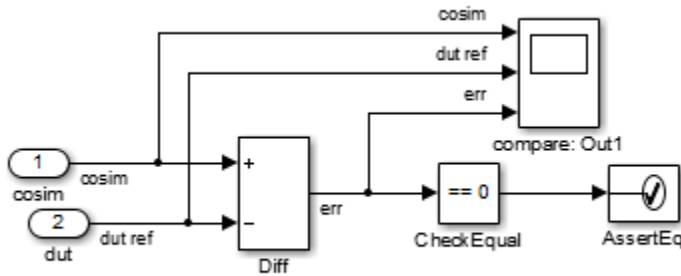 cosim
dut ref
err
compare: Out1
1
cosim
cosim
+
2
dut ref
dut
−
Diff
err
== 0
CheckEqual
AssertEq